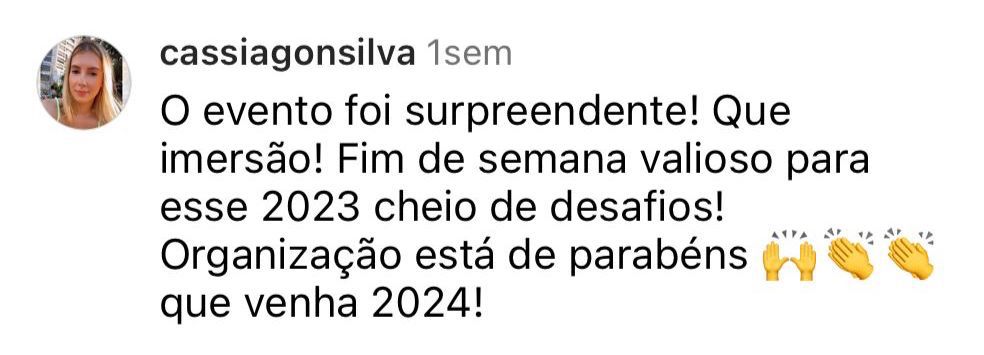 cassiagonsilva 1sem
O evento foi surpreendente! Que
imersão! Fim de semana valioso para
esse 2023 cheio de desafios!
Organização está de parabéns 🙌👏👏
que venha 2024!